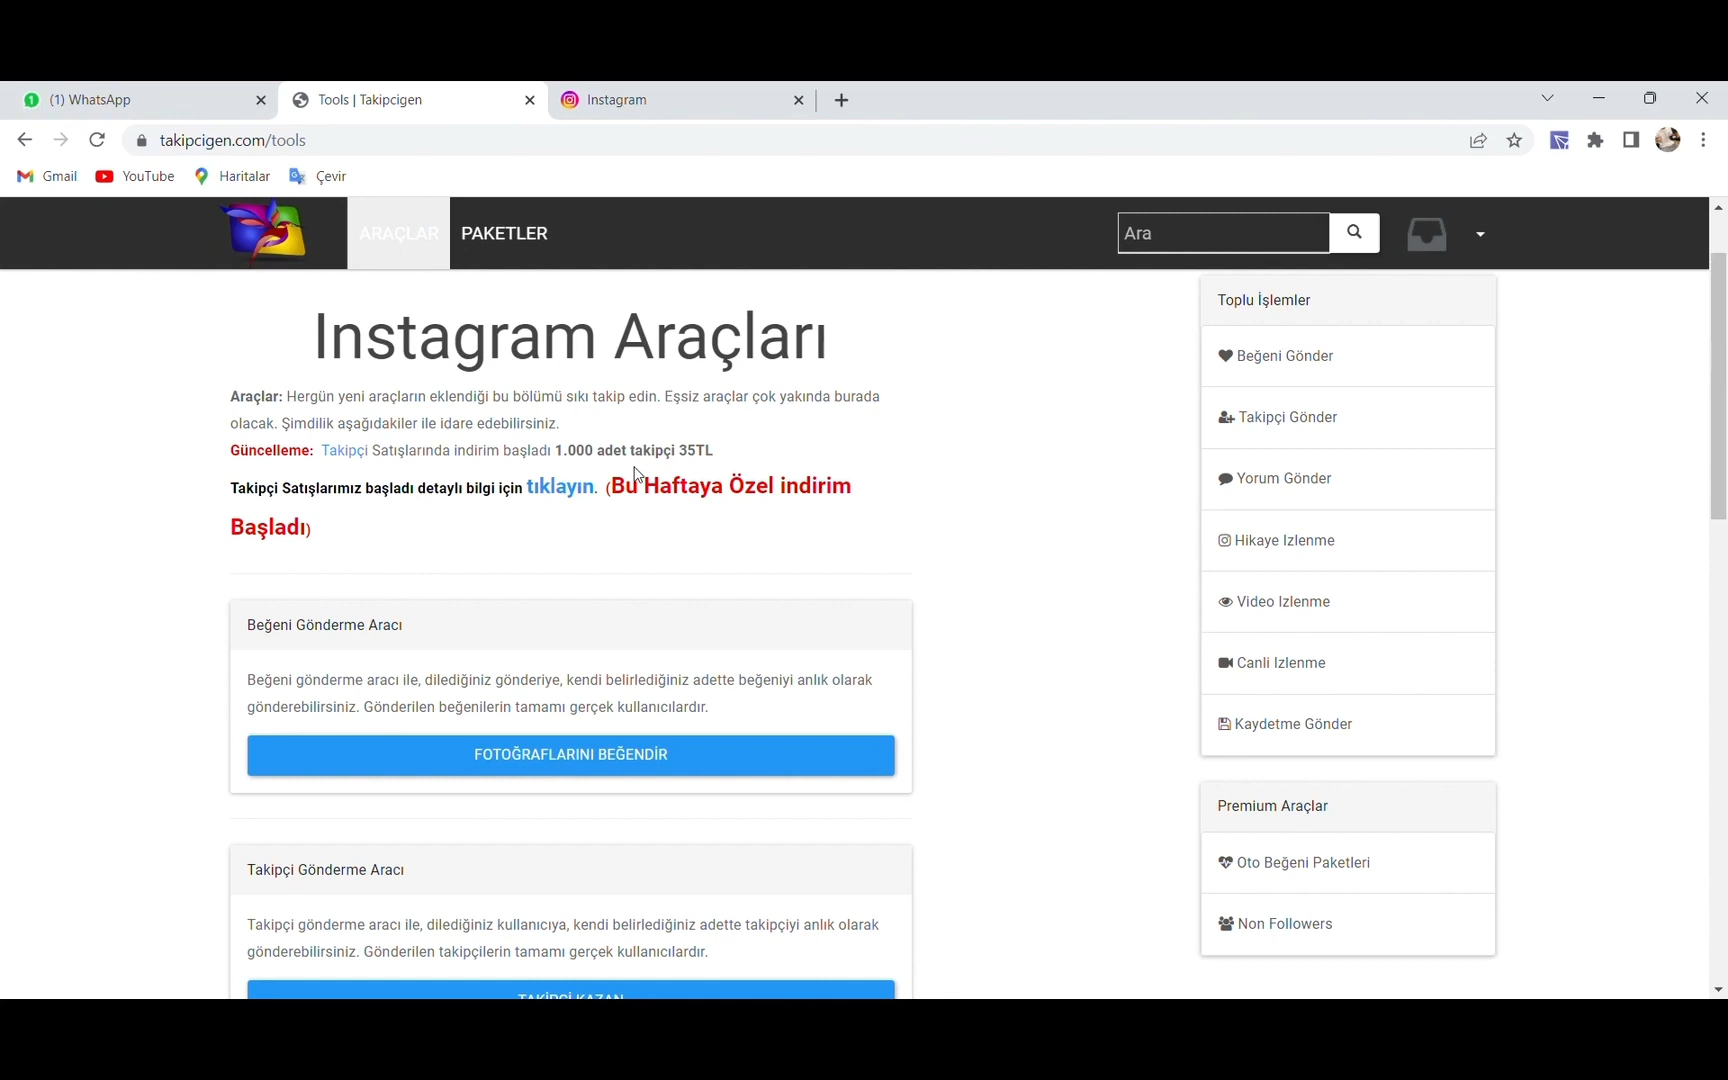 (1) WhatsApp
Tools | Takipcigen
Instagram
takipcigen.com/tools
Gmail
YouTube
Haritalar
Çevir
ARAÇLAR
PAKETLER
Ara
Instagram Araçları
Araçlar: Hergün yeni araçların eklendiği bu bölümü sıkı takip edin. Eşsiz araçlar çok yakında burada
olacak. Şimdilik aşağıdakiler ile idare edebilirsiniz.
Güncelleme: Takipçi Satışlarında indirim başladı 1.000 adet takipçi 35TL
Takipçi Satışlarımız başladı detaylı bilgi için tıklayın. (Bu Haftaya Özel indirim
Başladı)
Beğeni Gönderme Aracı
Beğeni gönderme aracı ile, dilediğiniz gönderiye, kendi belirlediğiniz adette beğeniyi anlık olarak
gönderebilirsiniz. Gönderilen beğenilerin tamamı gerçek kullanıcılardır.
FOTOĞRAFLARINI BEĞENDİR
Takipçi Gönderme Aracı
Takipçi gönderme aracı ile, dilediğiniz kullanıcıya, kendi belirlediğiniz adette takipçiyi anlık olarak
gönderebilirsiniz. Gönderilen takipçilerin tamamı gerçek kullanıcılardır.
TAKİPÇİ KAZAN
Toplu İşlemler
Beğeni Gönder
Takipçi Gönder
Yorum Gönder
Hikaye Izlenme
Video Izlenme
Canli Izlenme
Kaydetme Gönder
Premium Araçlar
Oto Beğeni Paketleri
Non Followers